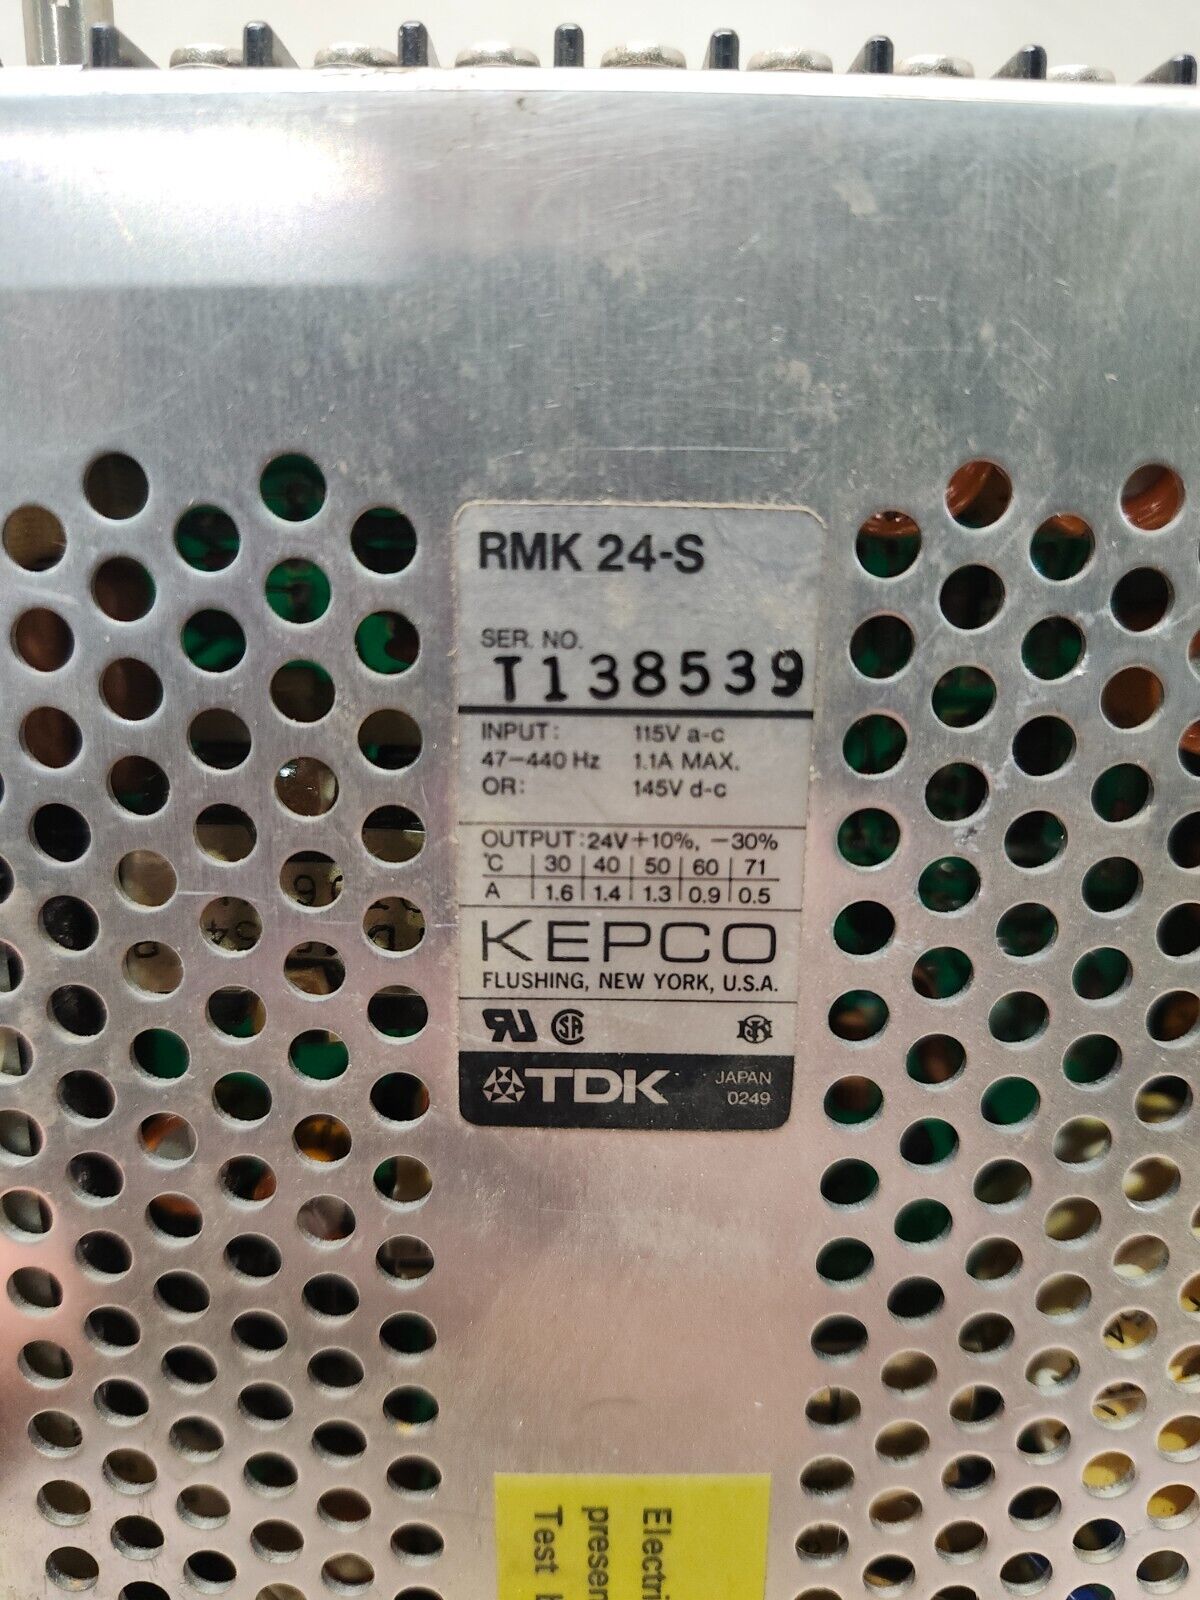 RMK 24-S
SER. NO.
T138539
INPUT: 115V a-c
47-440 Hz 1.1A MAX.
OR: 145V d-c
OUTPUT: 24V +10%, -30%
°C 30 40 50 60 71
A 1.6 1.4 1.3 0.9 0.5
KEPCO
FLUSHING, NEW YORK, U.S.A.
TDK JAPAN
0249
Electri
presen
Test